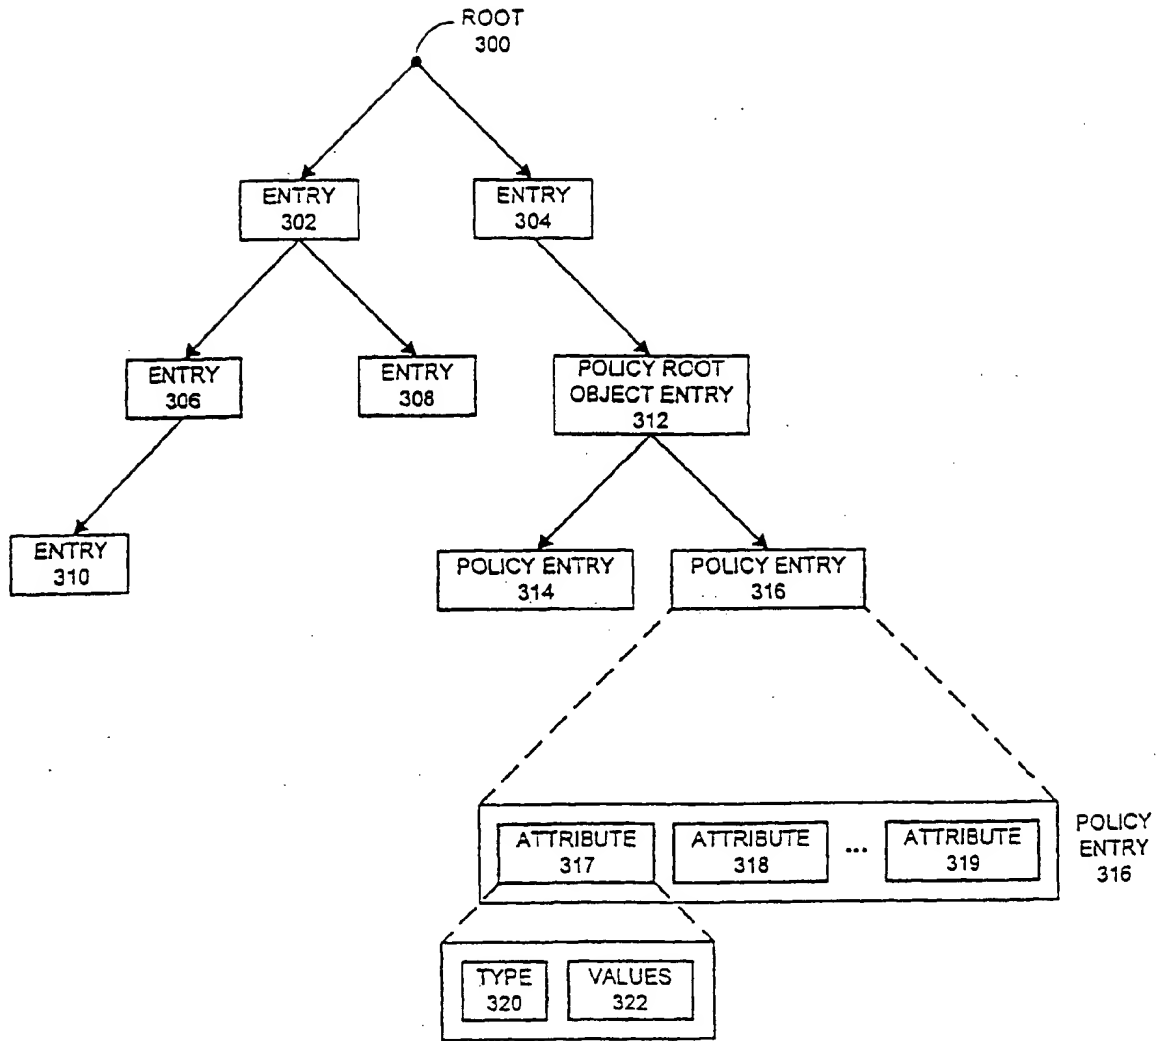 ROOT
300
ENTRY
302
ENTRY
304
ENTRY
306
ENTRY
308
POLICY ROOT
OBJECT ENTRY
312
ENTRY
310
POLICY ENTRY
314
POLICY ENTRY
316
ATTRIBUTE
317
ATTRIBUTE
318
...
ATTRIBUTE
319
POLICY
ENTRY
316
TYPE
320
VALUES
322